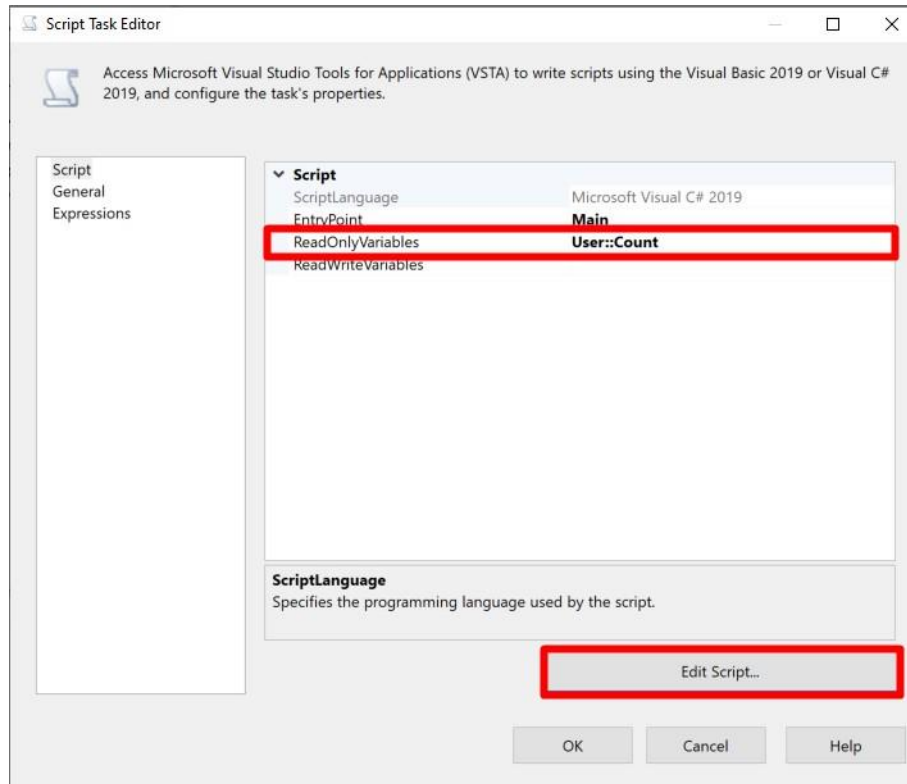 Script Task Editor
Access Microsoft Visual Studio Tools for Applications (VSTA) to write scripts using the Visual Basic 2019 or Visual C#
2019, and configure the task's properties.
Script
General
Expressions
Script
ScriptLanguage Microsoft Visual C# 2019
EntryPoint Main
ReadOnlyVariables User::Count
ReadWriteVariables
ScriptLanguage
Specifies the programming language used by the script.
Edit Script...
OK Cancel Help